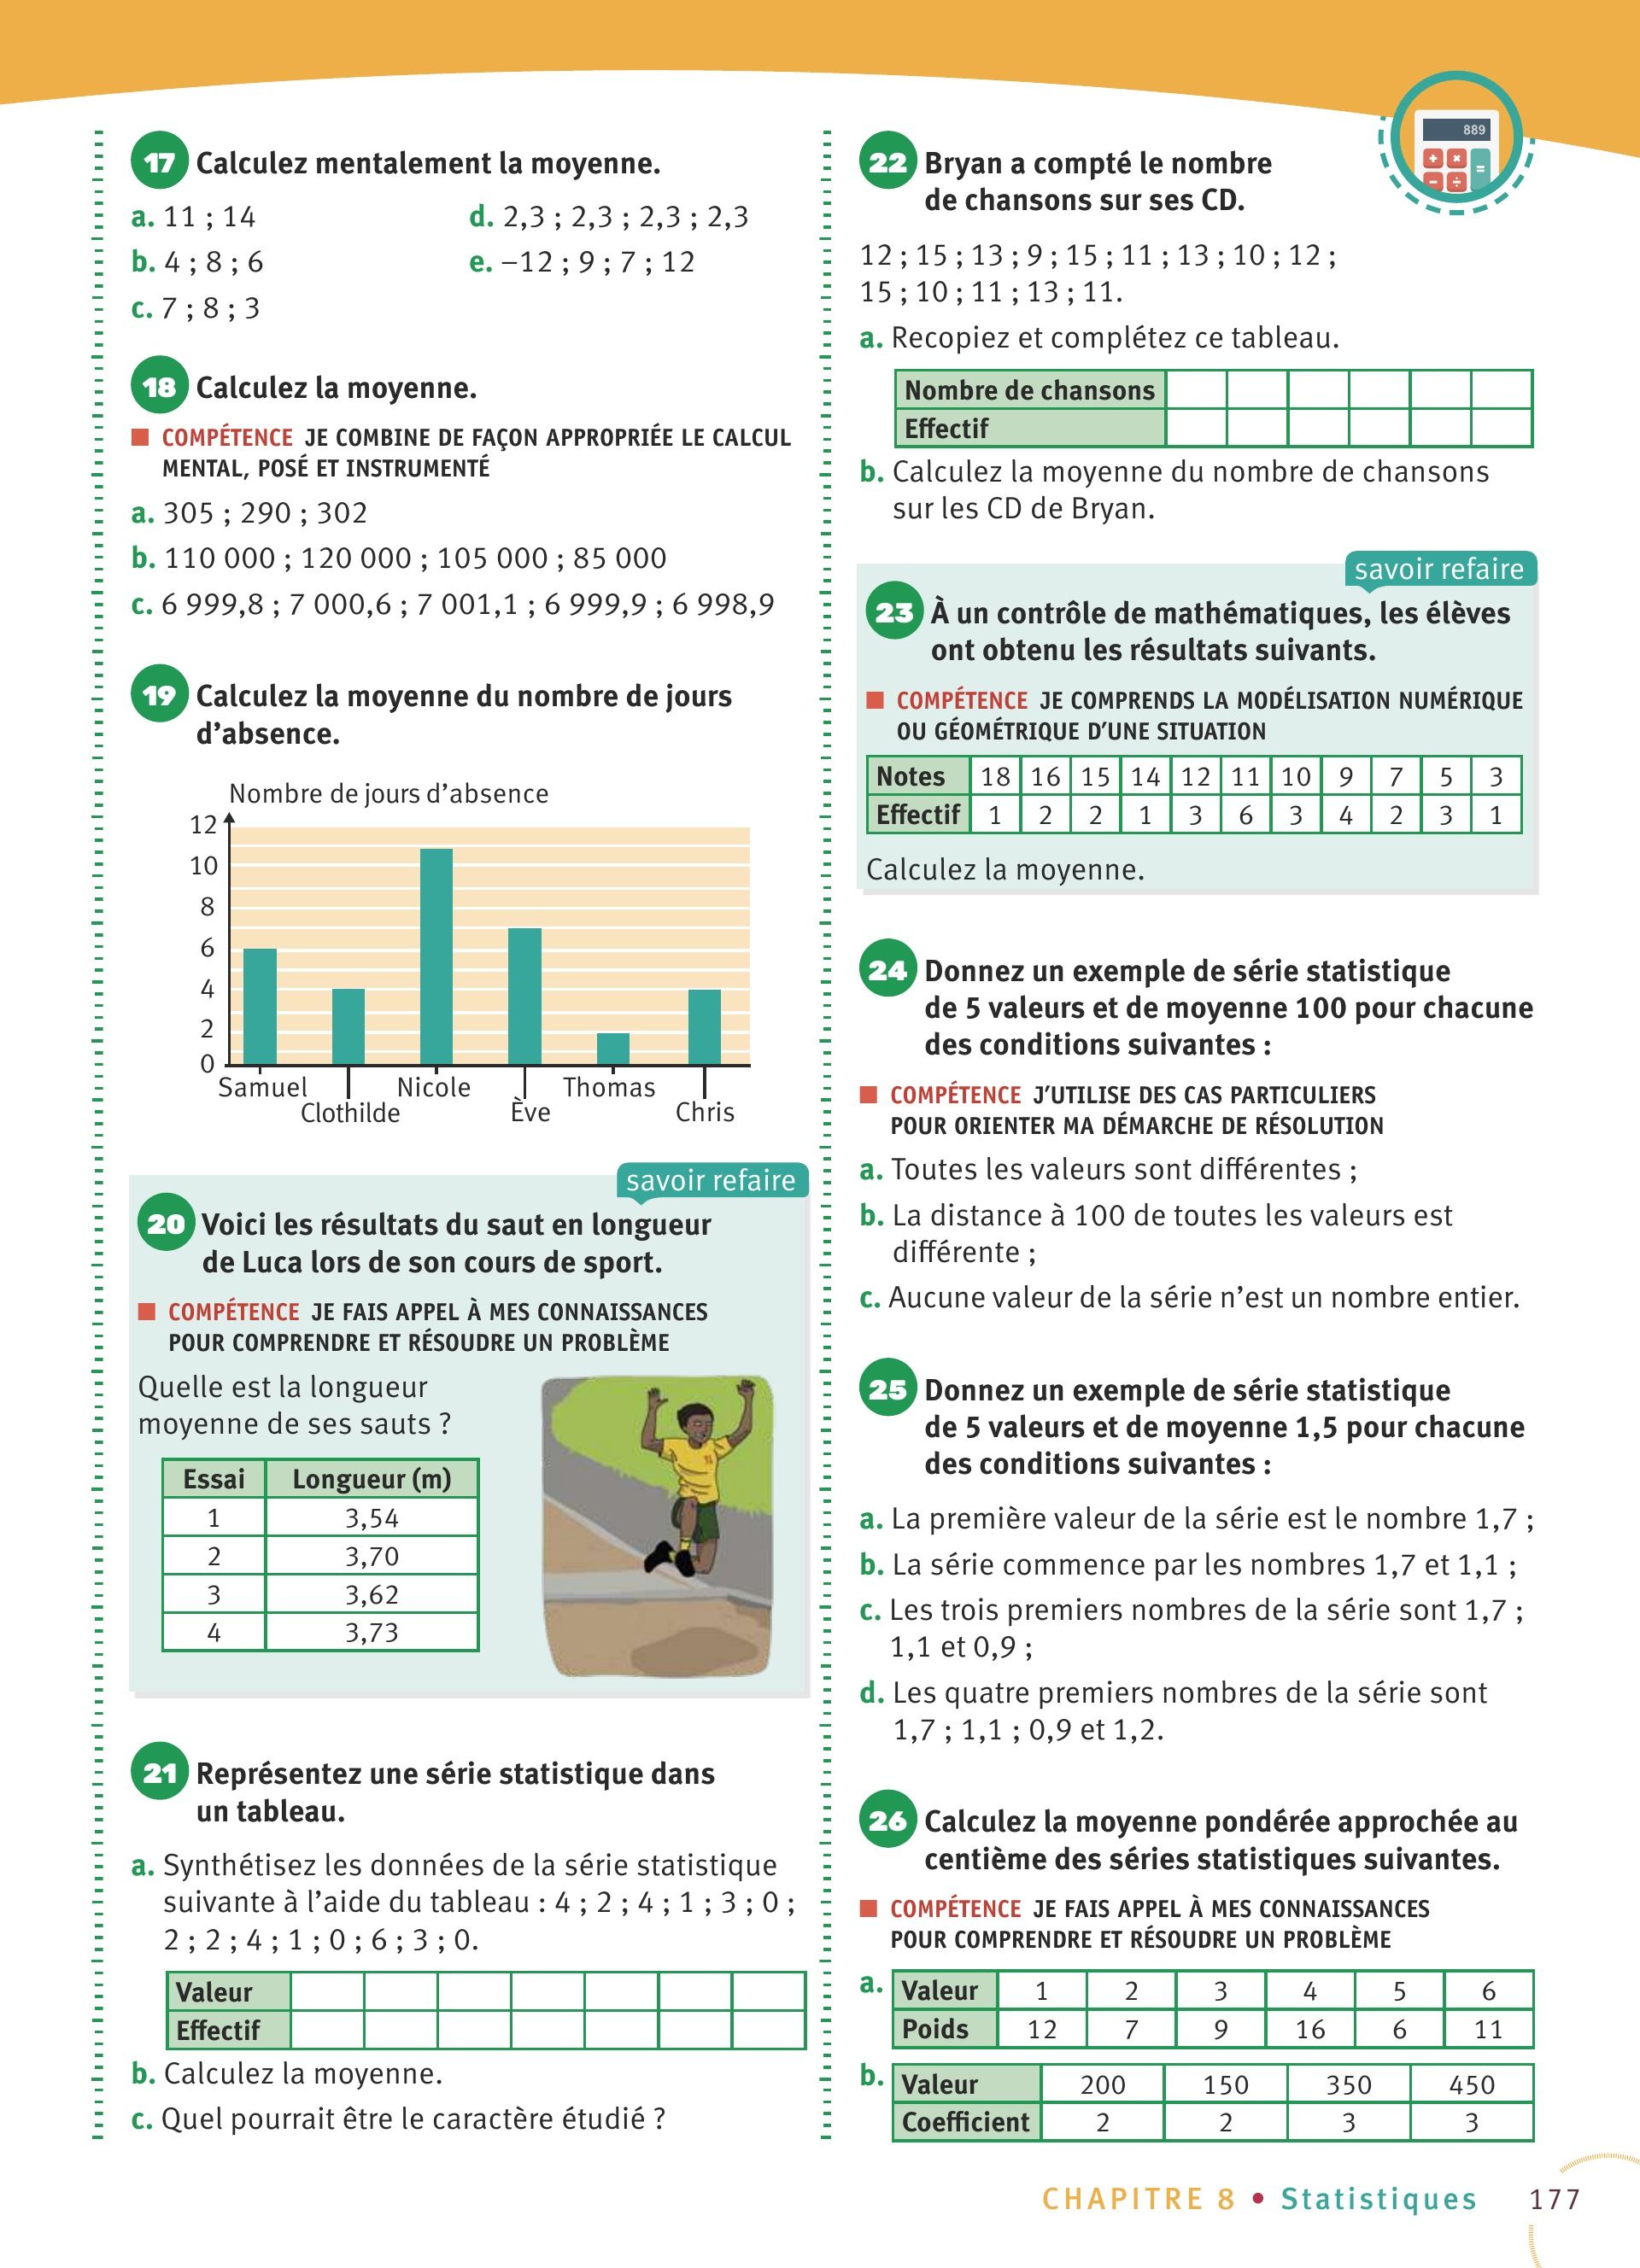 889
17 Calculez mentalement la moyenne.
a. 11 ; 14
b. 4 ; 8 ; 6
c. 7 ; 8 ; 3
d. 2,3 ; 2,3 ; 2,3 ; 2,3
e. –12 ; 9 ; 7 ; 12
18 Calculez la moyenne.
COMPÉTENCE JE COMBINE DE FAÇON APPROPRIÉE LE CALCUL
MENTAL, POSÉ ET INSTRUMENTÉ
a. 305 ; 290 ; 302
b. 110 000 ; 120 000 ; 105 000 ; 85 000
c. 6 999,8 ; 7 000,6 ; 7 001,1 ; 6 999,9 ; 6 998,9
19 Calculez la moyenne du nombre de jours
d’absence.
Nombre de jours d’absence
12
10
8
6
4
2
0
Samuel Nicole Thomas
Clothilde Ève Chris
savoir refaire
20 Voici les résultats du saut en longueur
de Luca lors de son cours de sport.
COMPÉTENCE JE FAIS APPEL À MES CONNAISSANCES
POUR COMPRENDRE ET RÉSOUDRE UN PROBLÈME
Quelle est la longueur
moyenne de ses sauts ?
Essai Longueur (m)
1 3,54
2 3,70
3 3,62
4 3,73
21 Représentez une série statistique dans
un tableau.
a. Synthétisez les données de la série statistique
suivante à l’aide du tableau : 4 ; 2 ; 4 ; 1 ; 3 ; 0 ;
2 ; 2 ; 4 ; 1 ; 0 ; 6 ; 3 ; 0.
Valeur
Effectif
b. Calculez la moyenne.
c. Quel pourrait être le caractère étudié ?
22 Bryan a compté le nombre
de chansons sur ses CD.
12 ; 15 ; 13 ; 9 ; 15 ; 11 ; 13 ; 10 ; 12 ;
15 ; 10 ; 11 ; 13 ; 11.
a. Recopiez et complétez ce tableau.
Nombre de chansons
Effectif
b. Calculez la moyenne du nombre de chansons
sur les CD de Bryan.
savoir refaire
23 À un contrôle de mathématiques, les élèves
ont obtenu les résultats suivants.
COMPÉTENCE JE COMPRENDS LA MODÉLISATION NUMÉRIQUE
OU GÉOMÉTRIQUE D’UNE SITUATION
Notes 18 16 15 14 12 11 10 9 7 5 3
Effectif 1 2 2 1 3 6 3 4 2 3 1
Calculez la moyenne.
24 Donnez un exemple de série statistique
de 5 valeurs et de moyenne 100 pour chacune
des conditions suivantes :
COMPÉTENCE J’UTILISE DES CAS PARTICULIERS
POUR ORIENTER MA DÉMARCHE DE RÉSOLUTION
a. Toutes les valeurs sont différentes ;
b. La distance à 100 de toutes les valeurs est
différente ;
c. Aucune valeur de la série n’est un nombre entier.
25 Donnez un exemple de série statistique
de 5 valeurs et de moyenne 1,5 pour chacune
des conditions suivantes :
a. La première valeur de la série est le nombre 1,7 ;
b. La série commence par les nombres 1,7 et 1,1 ;
c. Les trois premiers nombres de la série sont 1,7 ;
1,1 et 0,9 ;
d. Les quatre premiers nombres de la série sont
1,7 ; 1,1 ; 0,9 et 1,2.
26 Calculez la moyenne pondérée approchée au
centième des séries statistiques suivantes.
COMPÉTENCE JE FAIS APPEL À MES CONNAISSANCES
POUR COMPRENDRE ET RÉSOUDRE UN PROBLÈME
a. Valeur 1 2 3 4 5 6
Poids 12 7 9 16 6 11
b. Valeur 200 150 350 450
Coefficient 2 2 3 3
CHAPITRE 8 • Statistiques 177